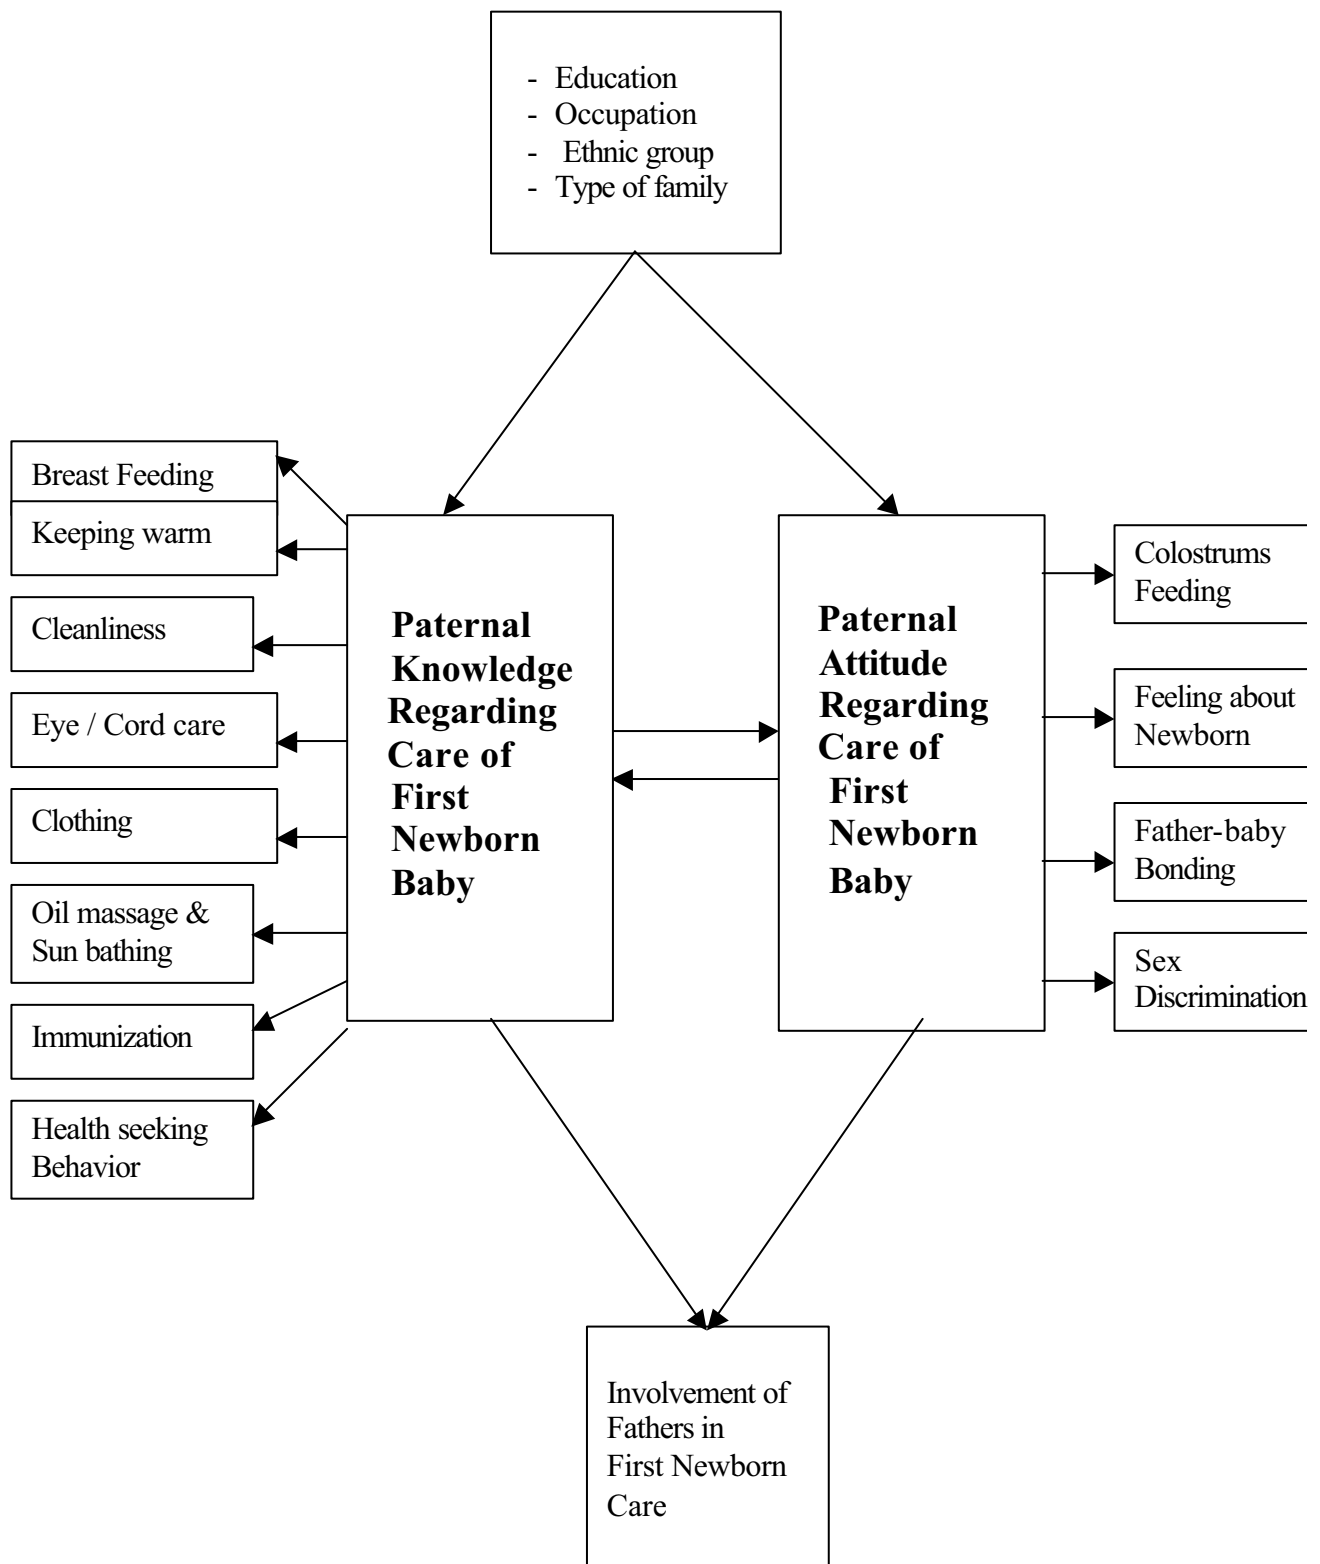 - Education
- Occupation
- Ethnic group
- Type of family
Breast Feeding
Keeping warm
Cleanliness
Eye / Cord care
Clothing
Oil massage &
Sun bathing
Immunization
Health seeking
Behavior
Paternal
Knowledge
Regarding
Care of
First
Newborn
Baby
Paternal
Attitude
Regarding
Care of
First
Newborn
Baby
Colostrums
Feeding
Feeling about
Newborn
Father-baby
Bonding
Sex
Discrimination
Involvement of
Fathers in
First Newborn
Care